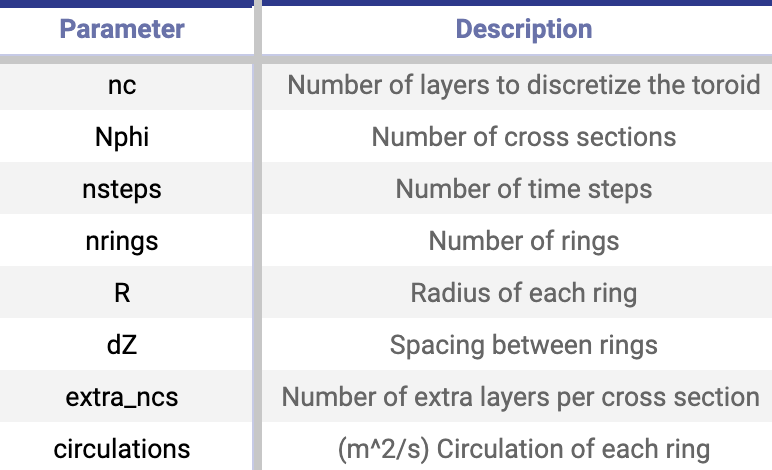 Parameter Description
nc Number of layers to discretize the toroid
Nphi Number of cross sections
nsteps Number of time steps
nrings Number of rings
R Radius of each ring
dZ Spacing between rings
extra_ncs Number of extra layers per cross section
circulations (m^2/s) Circulation of each ring